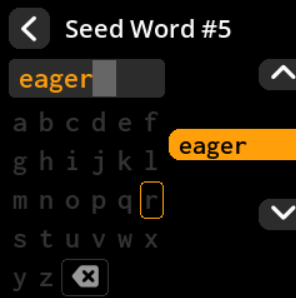 Seed Word #5
eager
a b c d e f
eager
g h i j k l
m n o p q r
s t u v w x
y z